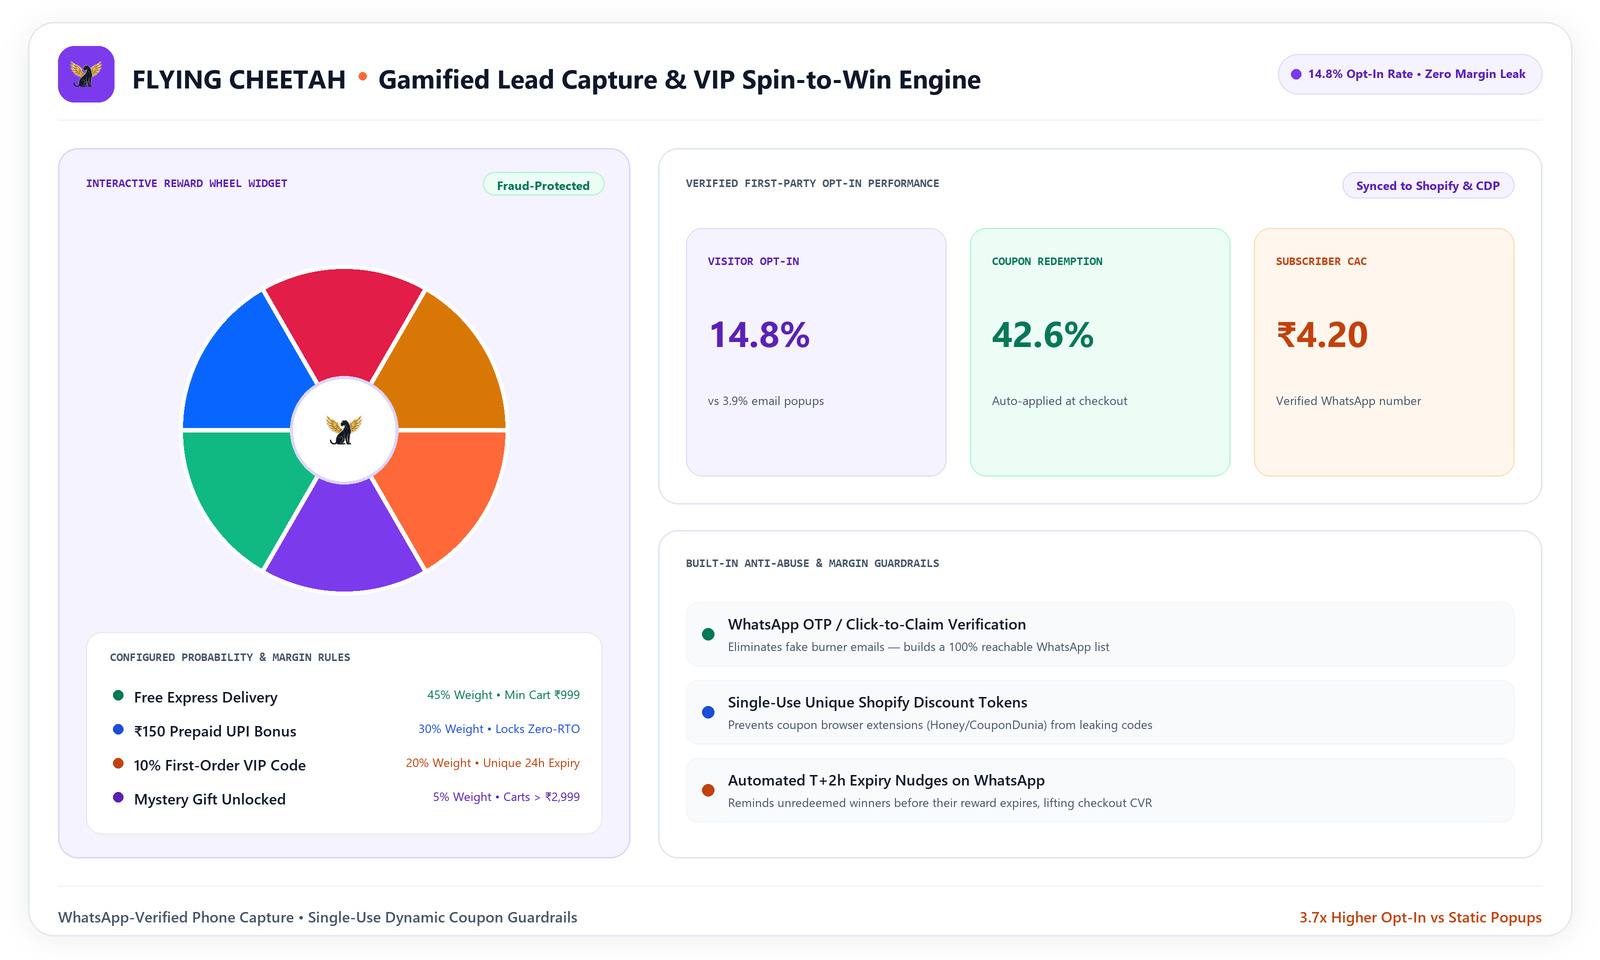 FLYING CHEETAH • Gamified Lead Capture & VIP Spin-to-Win Engine
14.8% Opt-In Rate • Zero Margin Leak
INTERACTIVE REWARD WHEEL WIDGET
Fraud-Protected
CONFIGURED PROBABILITY & MARGIN RULES
Free Express Delivery
45% Weight • Min Cart ₹999
₹150 Prepaid UPI Bonus
30% Weight • Locks Zero-RTO
10% First-Order VIP Code
20% Weight • Unique 24h Expiry
Mystery Gift Unlocked
5% Weight • Carts > ₹2,999
VERIFIED FIRST-PARTY OPT-IN PERFORMANCE
Synced to Shopify & CDP
VISITOR OPT-IN
14.8%
vs 3.9% email popups
COUPON REDEMPTION
42.6%
Auto-applied at checkout
SUBSCRIBER CAC
₹4.20
Verified WhatsApp number
BUILT-IN ANTI-ABUSE & MARGIN GUARDRAILS
WhatsApp OTP / Click-to-Claim Verification
Eliminates fake burner emails — builds a 100% reachable WhatsApp list
Single-Use Unique Shopify Discount Tokens
Prevents coupon browser extensions (Honey/CouponDunia) from leaking codes
Automated T+2h Expiry Nudges on WhatsApp
Reminds unredeemed winners before their reward expires, lifting checkout CVR
WhatsApp-Verified Phone Capture • Single-Use Dynamic Coupon Guardrails
3.7x Higher Opt-In vs Static Popups